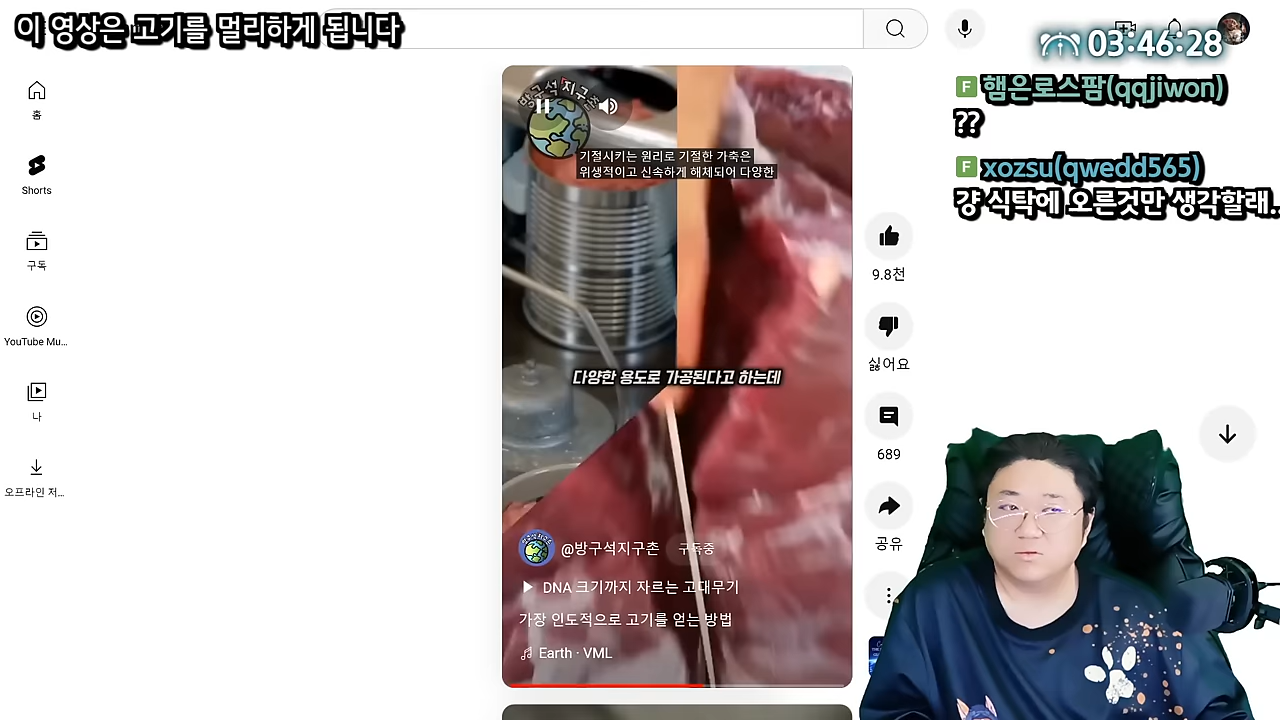 이 영상은 고기를 멀리하게 됩니다
03:46:28
홈
Shorts
구독
YouTube Mu...
나
오프라인 저...
방구석 지구촌
기절시키는 원리로 기절한 가축은
위생적이고 신속하게 해체되어 다양한
다양한 용도로 가공된다고 하는데
@방구석지구촌 구독중
DNA 크기까지 자르는 고대무기
가장 인도적으로 고기를 얻는 방법
Earth · VML
9.8천
싫어요
689
공유
F 햄은로스팜(qqjiwon)
??
F xozsu(qwedd565)
걍 식탁에 오른것만 생각할래..